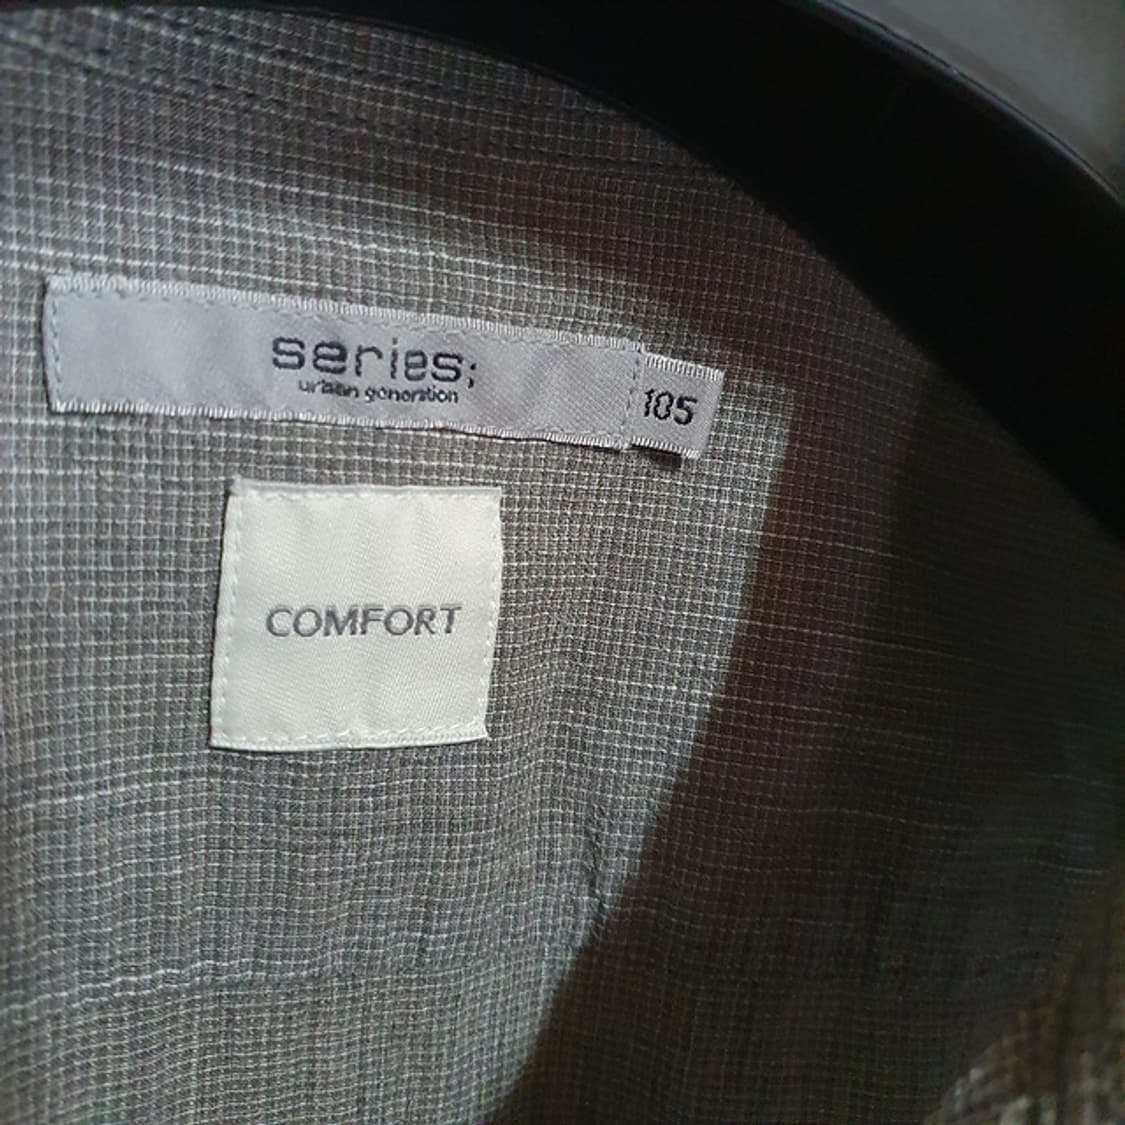 series;
urban generation
105
COMFORT